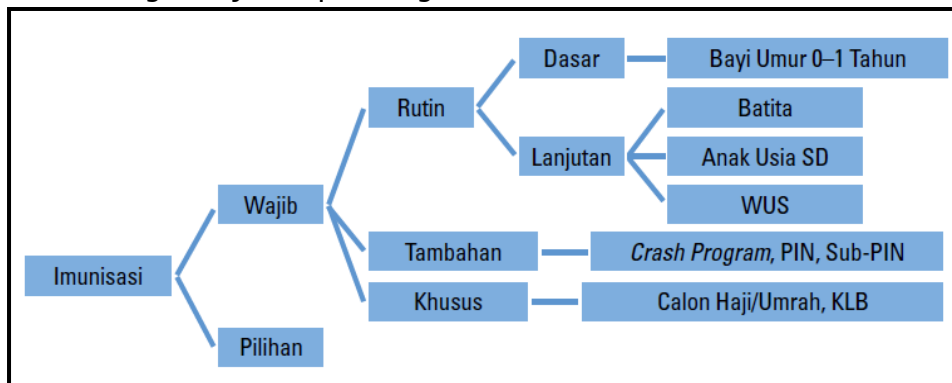 Dasar
Bayi Umur 0–1 Tahun
Rutin
Batita
Lanjutan
Anak Usia SD
Wajib
WUS
Tambahan
Crash Program, PIN, Sub-PIN
Imunisasi
Khusus
Calon Haji/Umrah, KLB
Pilihan